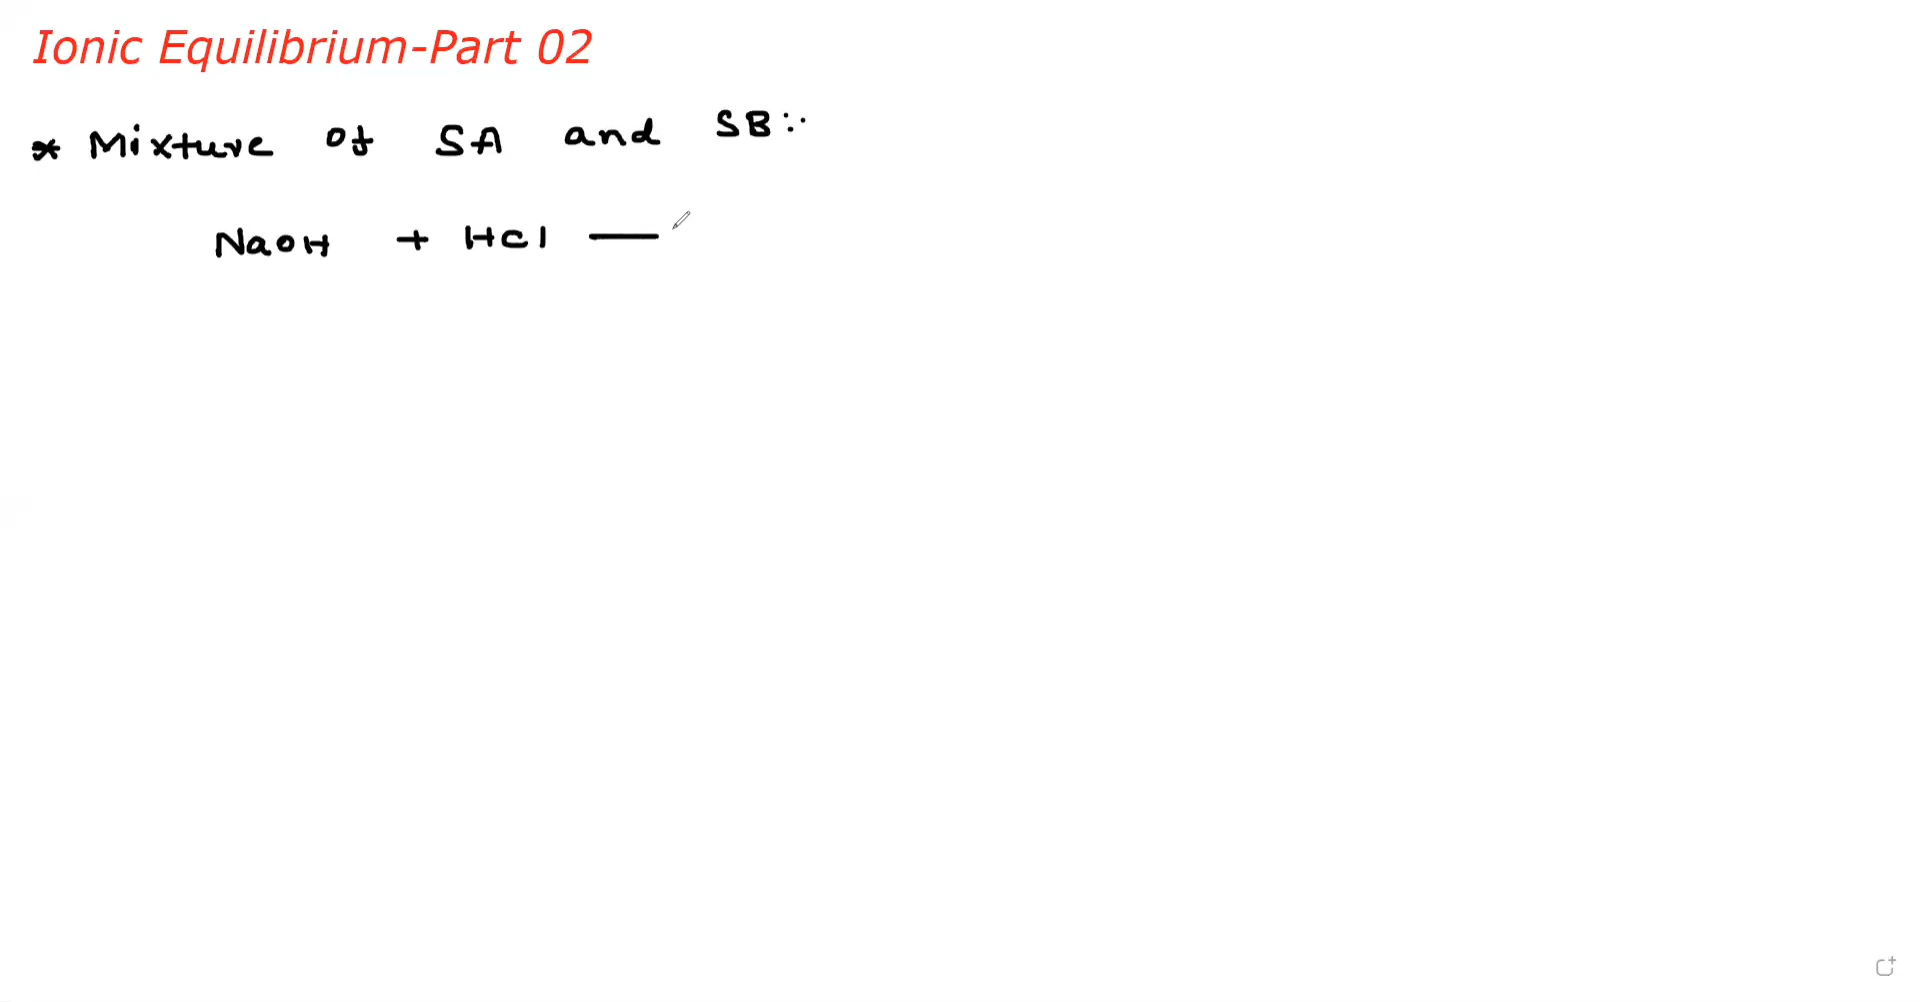 Ionic Equilibrium-Part 02
* Mixture of SA and SB:-
NaOH + HCl —